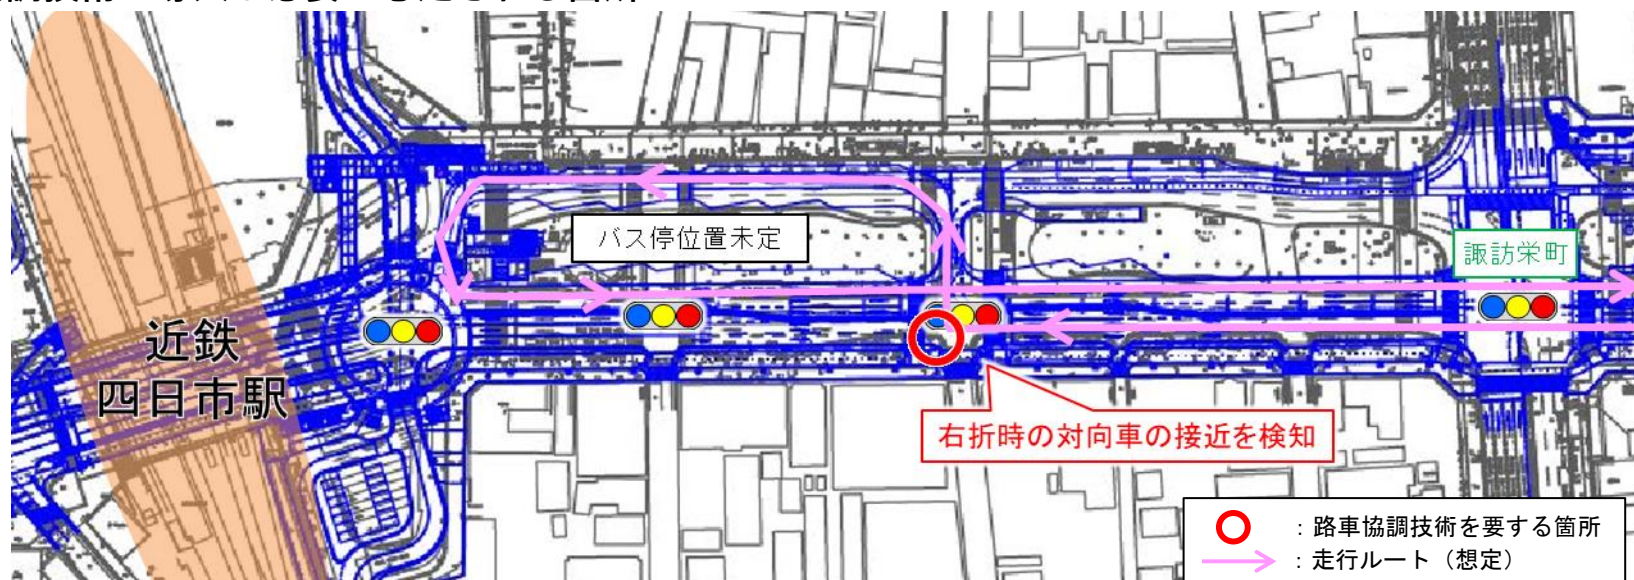 バス停位置未定
諏訪栄町
近鉄
四日市駅
右折時の対向車の接近を検知
：路車協調技術を要する箇所
：走行ルート（想定）